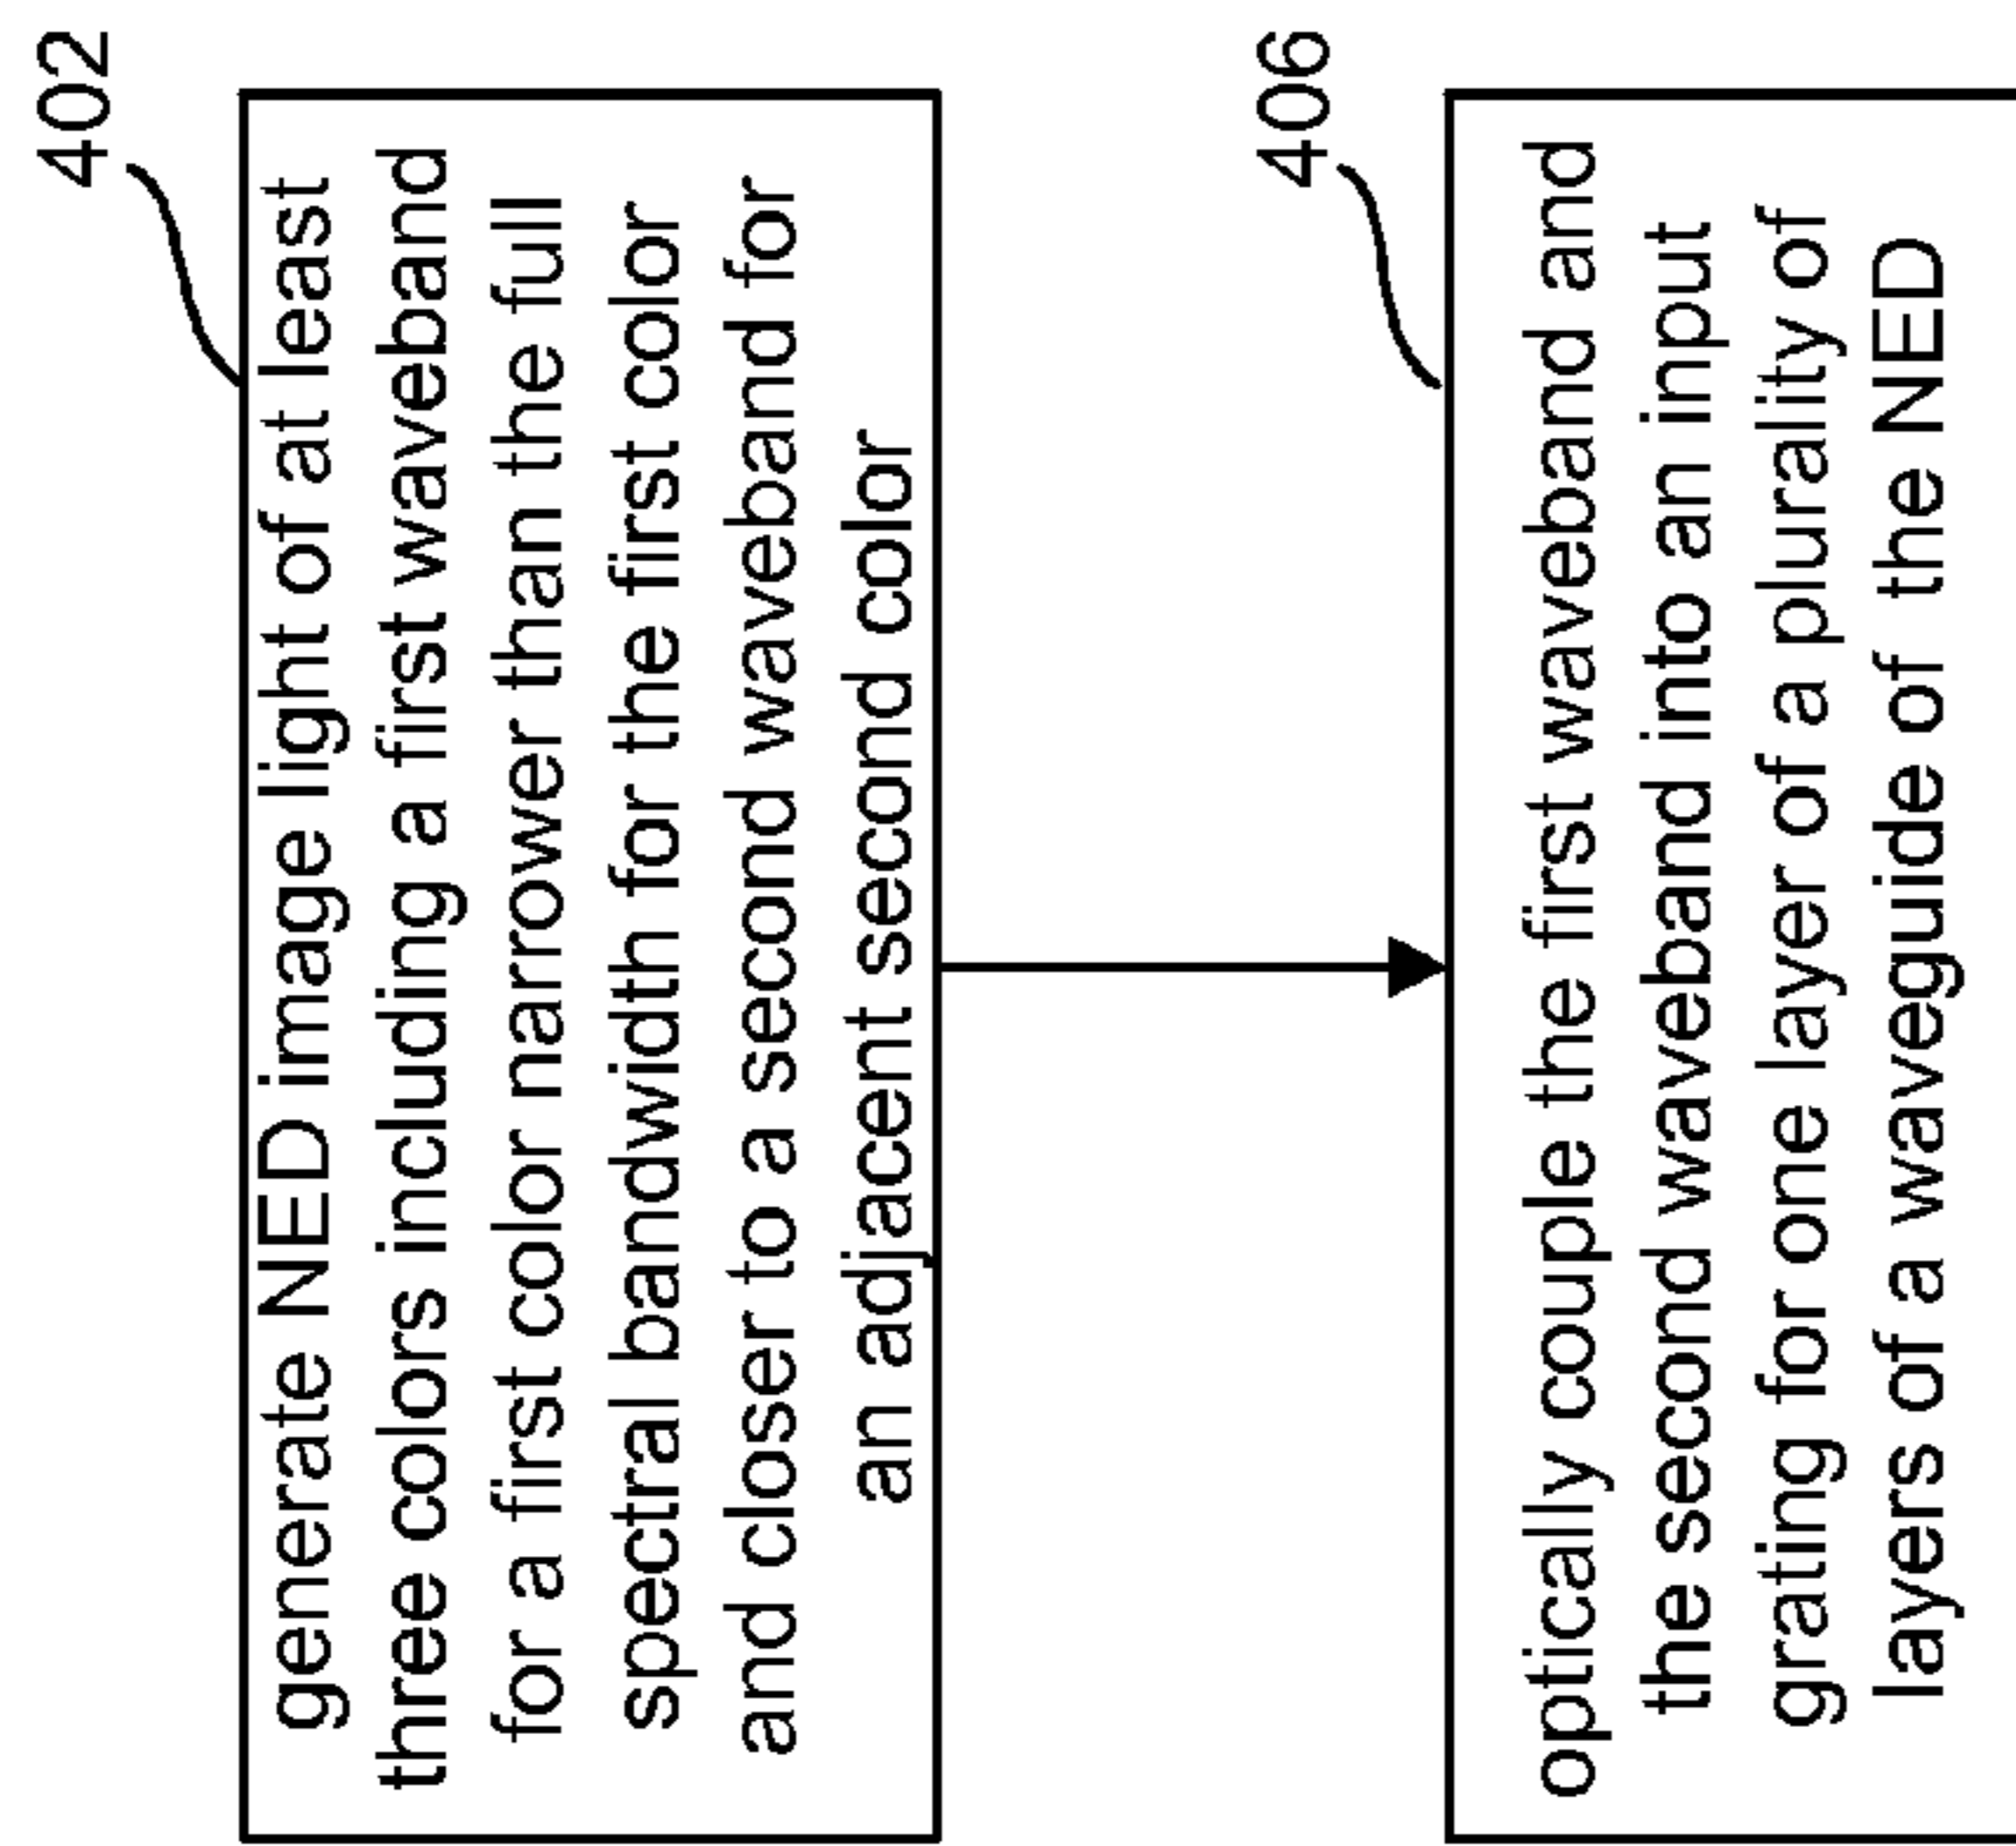 402
generate NED image light of at least
three colors including a first waveband
for a first color narrower than the full
spectral bandwidth for the first color
and closer to a second waveband for
an adjacent second color
406
optically couple the first waveband and
the second waveband into an input
grating for one layer of a plurality of
layers of a waveguide of the NED